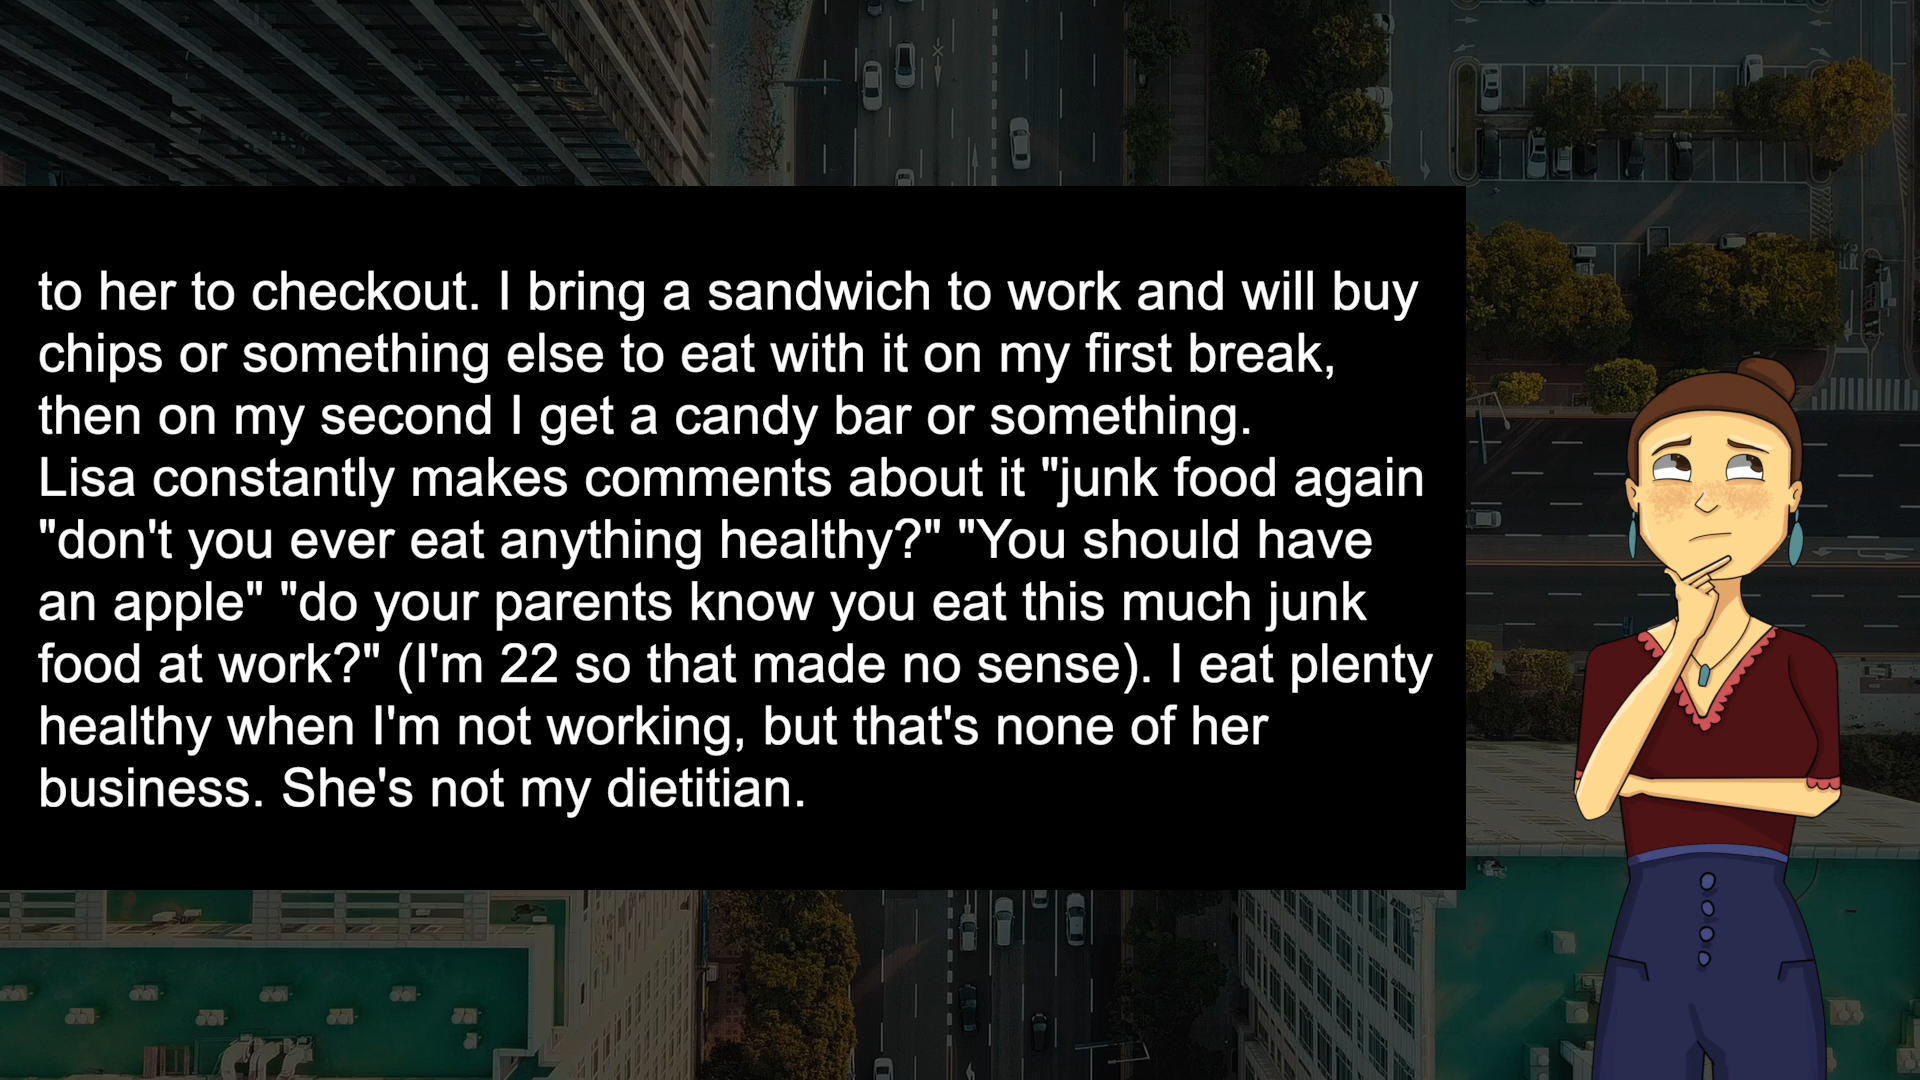 to her to checkout. I bring a sandwich to work and will buy
chips or something else to eat with it on my first break,
then on my second I get a candy bar or something.
Lisa constantly makes comments about it "junk food again
"don't you ever eat anything healthy?" "You should have
an apple" "do your parents know you eat this much junk
food at work?" (I'm 22 so that made no sense). I eat plenty
healthy when I'm not working, but that's none of her
business. She's not my dietitian.